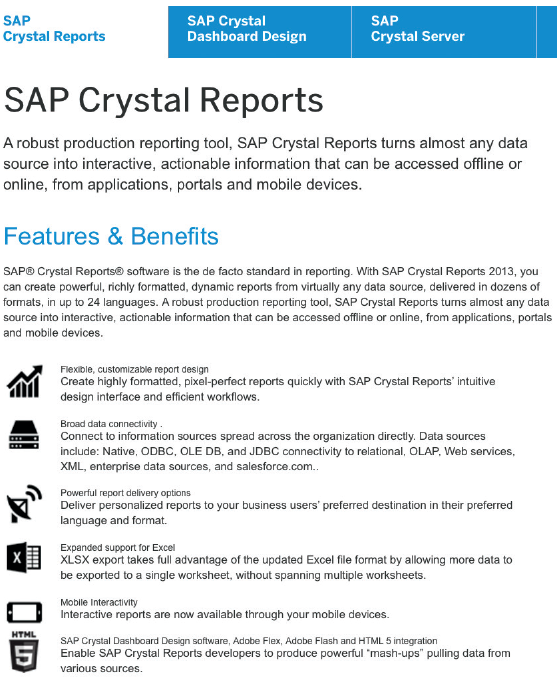 SAP
Crystal Reports
SAP Crystal
Dashboard Design
SAP
Crystal Server
SAP Crystal Reports
A robust production reporting tool, SAP Crystal Reports turns almost any data
source into interactive, actionable information that can be accessed offline or
online, from applications, portals and mobile devices.
Features & Benefits
SAP® Crystal Reports® software is the de facto standard in reporting. With SAP Crystal Reports 2013, you
can create powerful, richly formatted, dynamic reports from virtually any data source, delivered in dozens of
formats, in up to 24 languages. A robust production reporting tool, SAP Crystal Reports turns almost any data
source into interactive, actionable information that can be accessed offline or online, from applications, portals
and mobile devices.
Flexible, customizable report design
Create highly formatted, pixel-perfect reports quickly with SAP Crystal Reports’ intuitive
design interface and efficient workflows.
Broad data connectivity .
Connect to information sources spread across the organization directly. Data sources
include: Native, ODBC, OLE DB, and JDBC connectivity to relational, OLAP, Web services,
XML, enterprise data sources, and salesforce.com..
Powerful report delivery options
Deliver personalized reports to your business users’ preferred destination in their preferred
language and format.
Expanded support for Excel
X
XLSX export takes full advantage of the updated Excel file format by allowing more data to
be exported to a single worksheet, without spanning multiple worksheets.
Mobile Interactivity
Interactive reports are now available through your mobile devices.
HTML
5
SAP Crystal Dashboard Design software, Adobe Flex, Adobe Flash and HTML 5 integration
Enable SAP Crystal Reports developers to produce powerful “mash-ups” pulling data from
various sources.